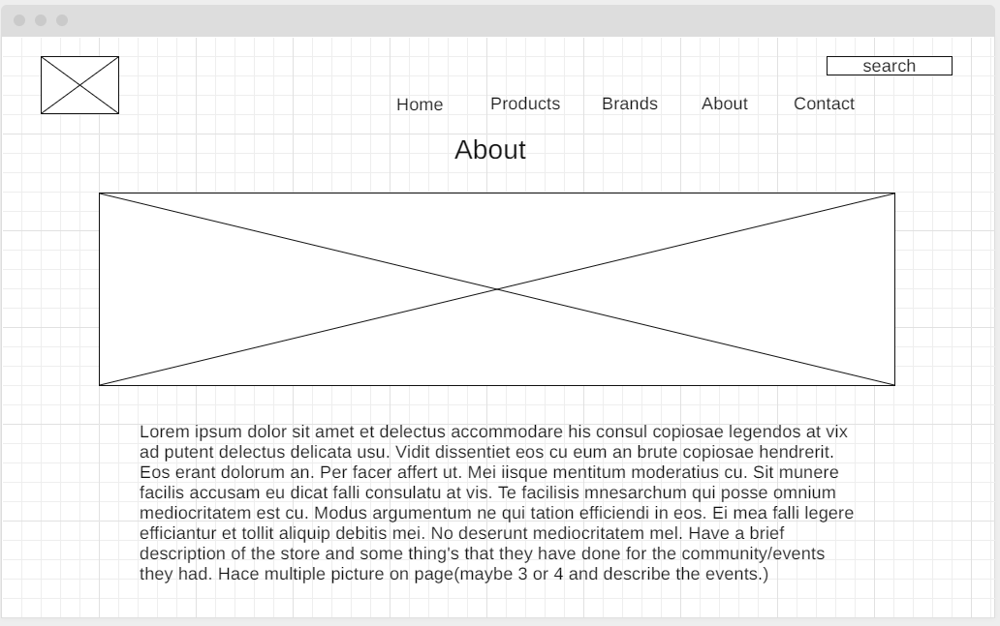 search
Home Products Brands About Contact
About
Lorem ipsum dolor sit amet et delectus accommodare his consul copiosae legendos at vix
ad putent delectus delicata usu. Vidit dissentiet eos cu eum an brute copiosae hendrerit.
Eos erant dolorum an. Per facer affert ut. Mei iisque mentitum moderatius cu. Sit munere
facilis accusam eu dicat falli consulatu at vis. Te facilisis mnesarchum qui posse omnium
mediocritatem est cu. Modus argumentum ne qui tation efficiendi in eos. Ei mea falli legere
efficiantur et tollit aliquip debitis mei. No deserunt mediocritatem mel. Have a brief
description of the store and some thing's that they have done for the community/events
they had. Hace multiple picture on page(maybe 3 or 4 and describe the events.)